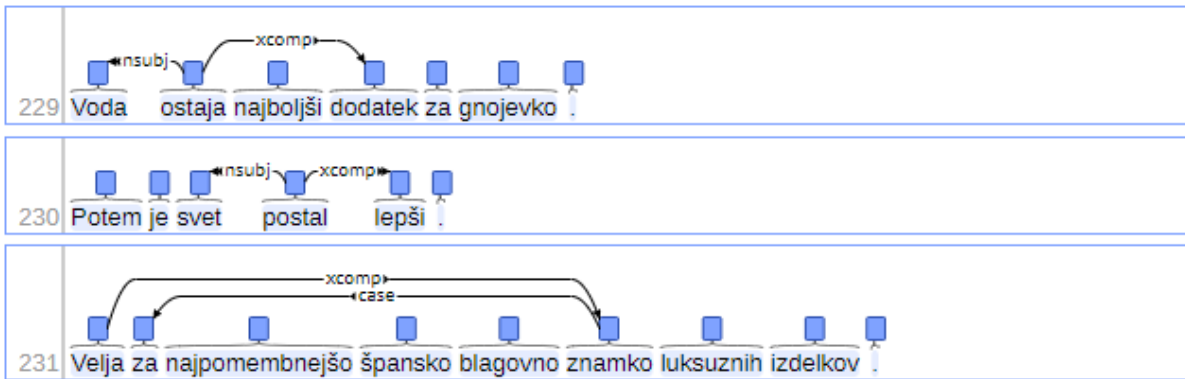 xcomp
nsubj
229 Voda ostaja najboljši dodatek za gnojevko .
nsubj xcomp
230 Potem je svet postal lepši .
xcomp
case
231 Velja za najpomembnejšo špansko blagovno znamko luksuznih izdelkov .